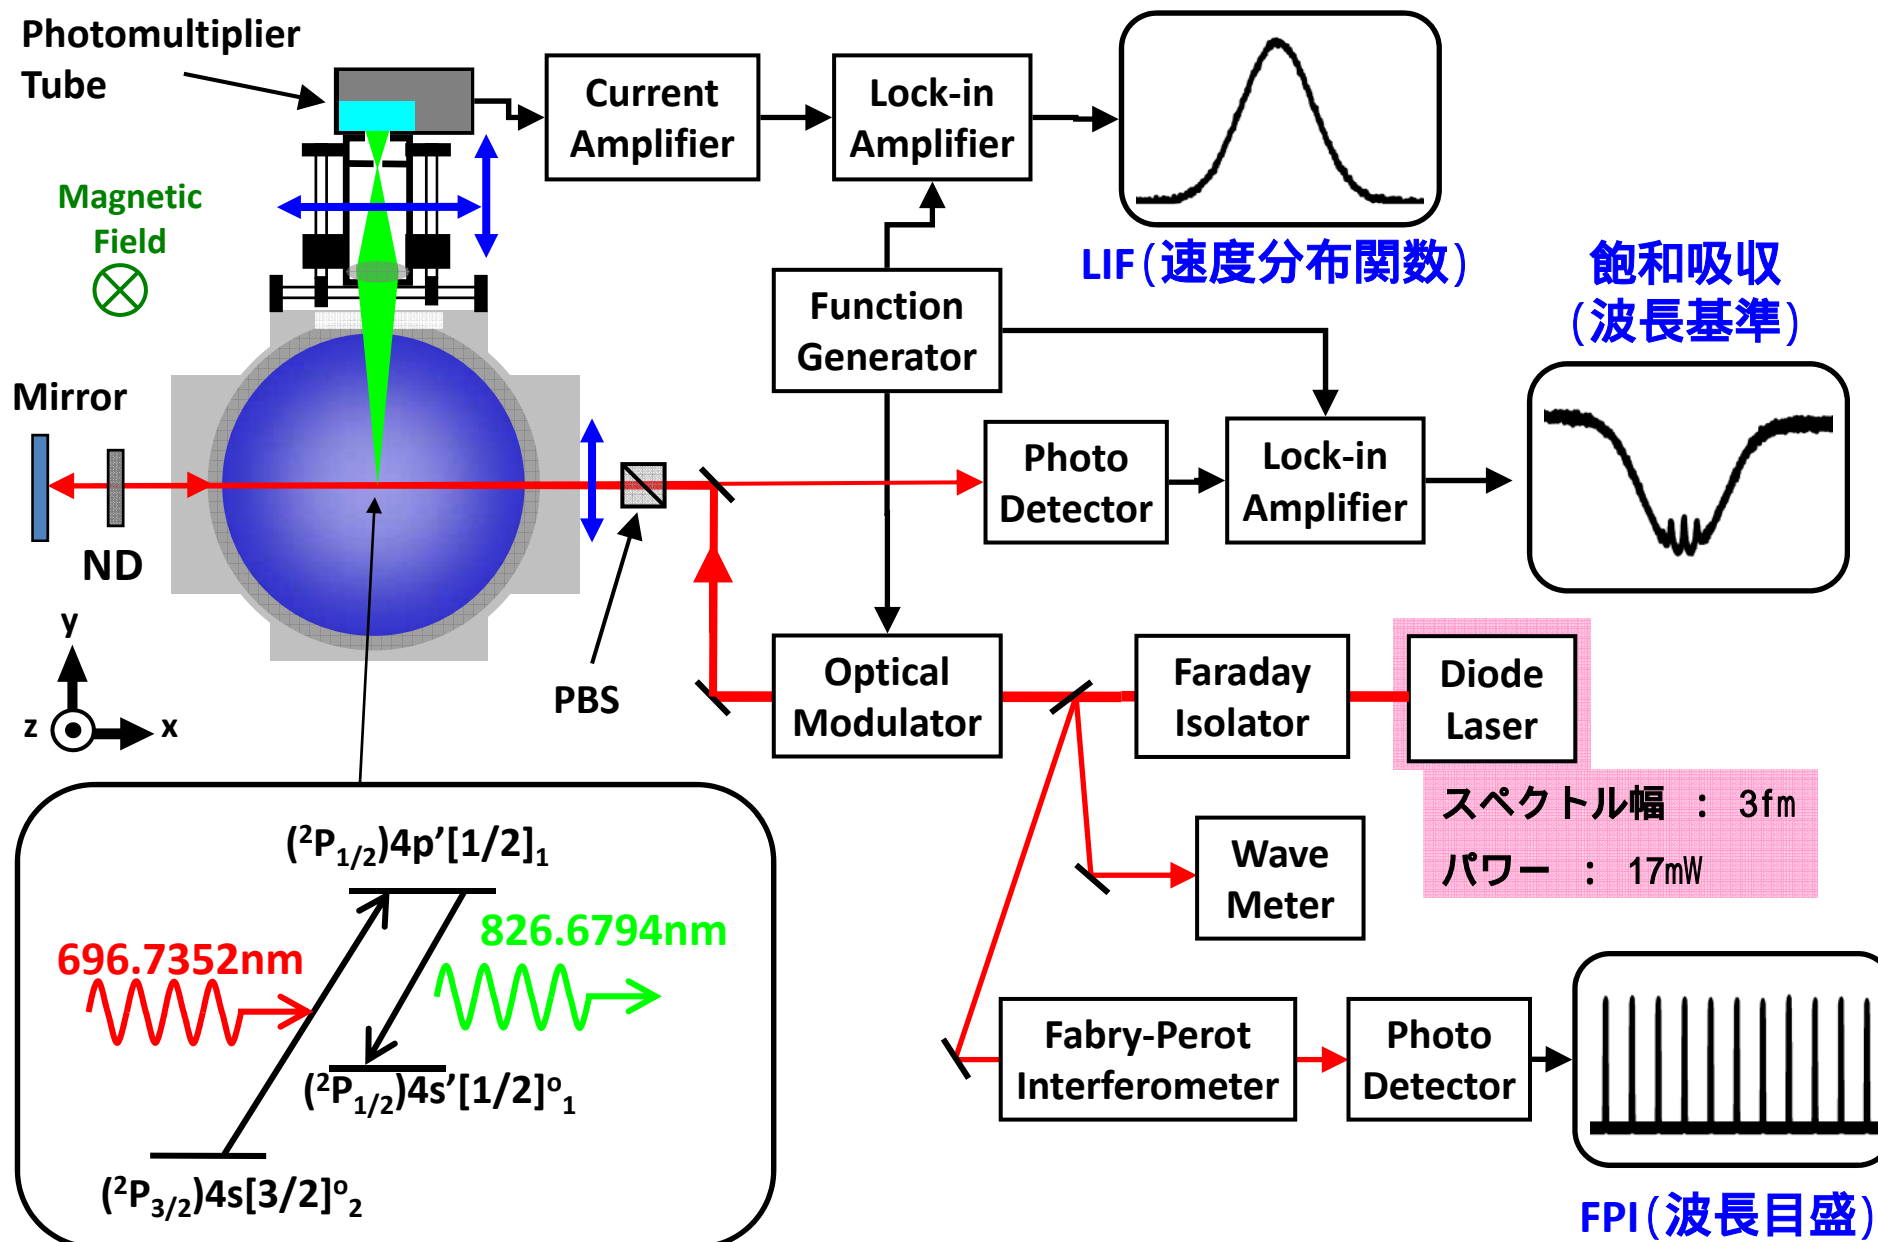 Photomultiplier
Tube
Current
Amplifier
Lock-in
Amplifier
LIF(速度分布関数)
Magnetic
Field
Function
Generator
飽和吸収
(波長基準)
Mirror
ND
Photo
Detector
Lock-in
Amplifier
y
z
x
PBS
Optical
Modulator
Faraday
Isolator
Diode
Laser
スペクトル幅 : 3fm
パワー : 17mW
Wave
Meter
(²P₁/₂)4p'[1/2]₁
696.7352nm
826.6794nm
(²P₁/₂)4s'[1/2]ᵒ₁
(²P₃/₂)4s[3/2]ᵒ₂
Fabry-Perot
Interferometer
Photo
Detector
FPI(波長目盛)